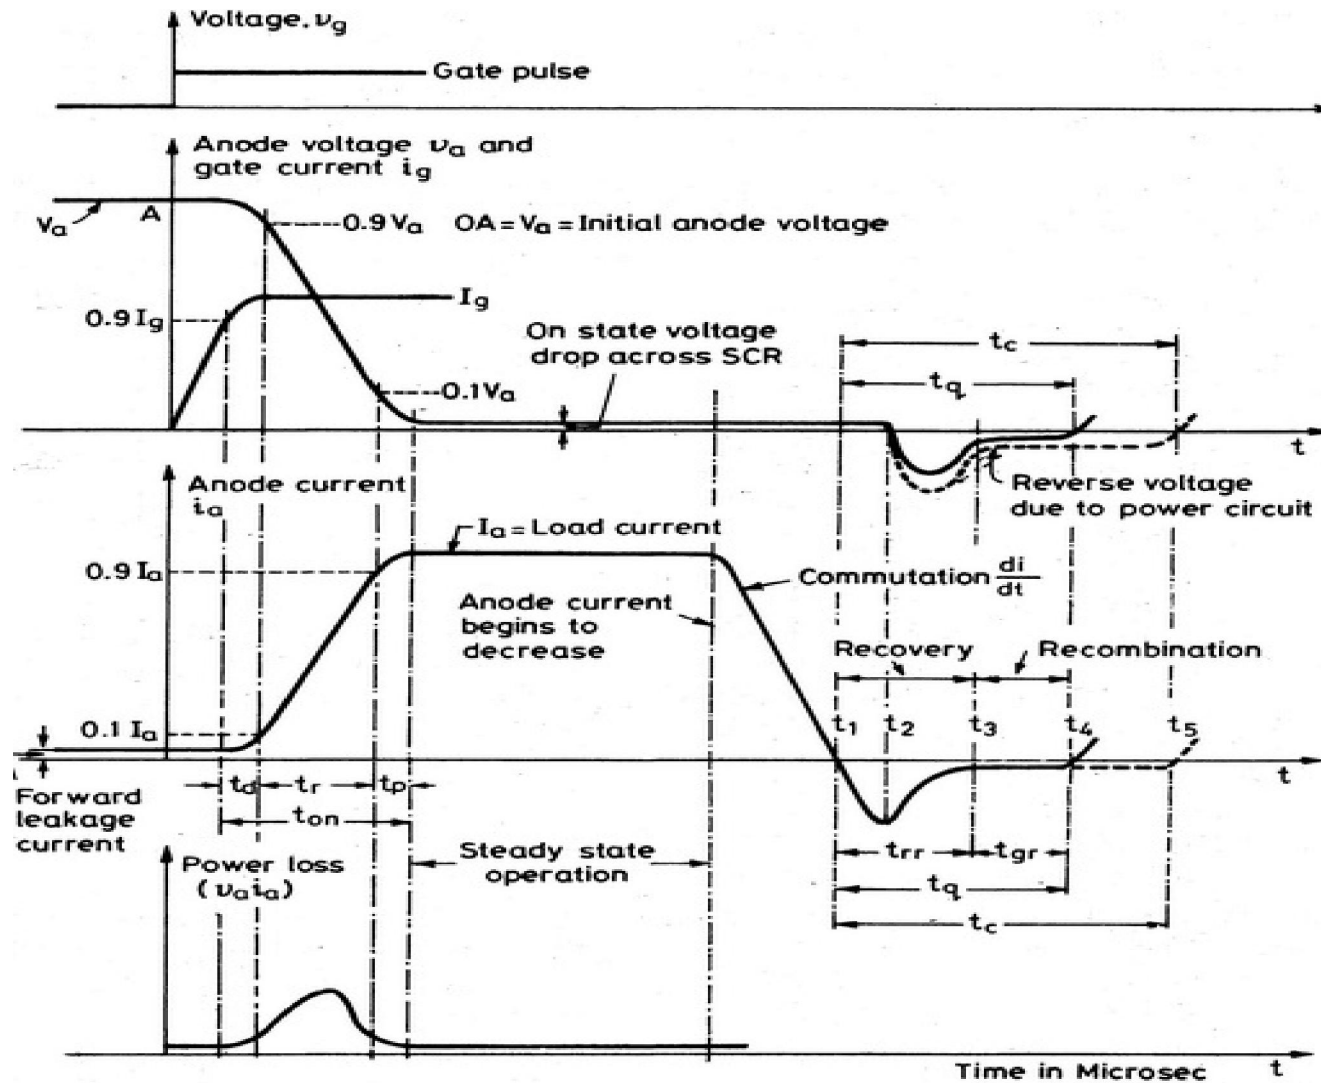 Voltage, νg
Gate pulse
Anode voltage νa and
gate current ig
Va
A
0.9 Va
OA = Va = Initial anode voltage
0.9 Ig
Ig
On state voltage
drop across SCR
0.1 Va
tc
tq
t
Anode current
ia
Reverse voltage
due to power circuit
Ia = Load current
0.9 Ia
Commutation di/dt
Anode current
begins to
decrease
Recovery
Recombination
0.1 Ia
t1
t2
t3
t4
t5
t
td
tr
tp
Forward
leakage
current
ton
trr
tgr
Power loss
(νa ia)
Steady state
operation
tq
tc
Time in Microsec
t